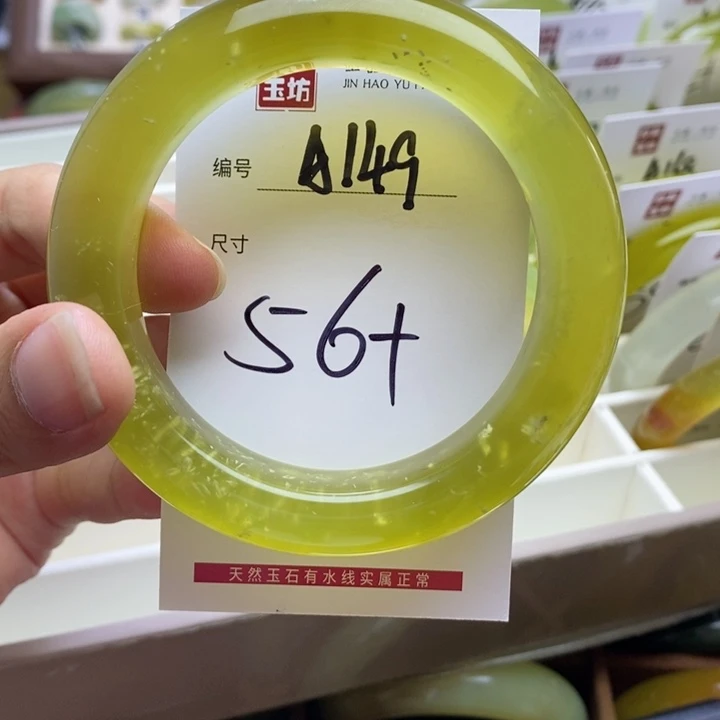 玉坊
JIN HAO YU
编号 A149
尺寸
56+
天然玉石有水线实属正常